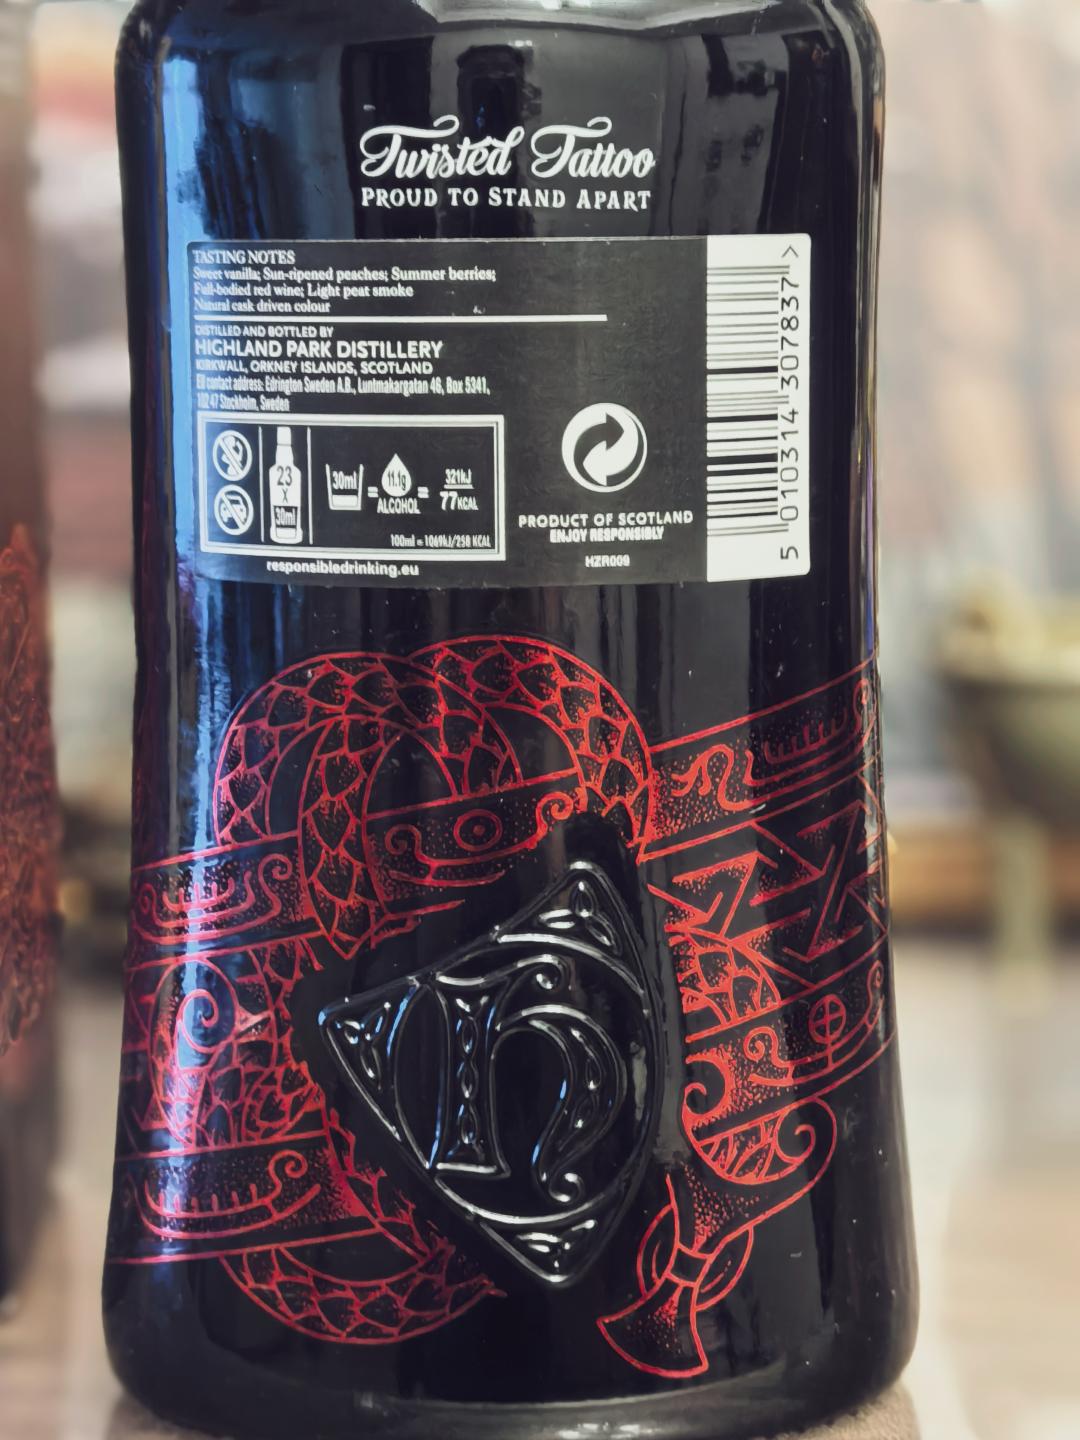 Twisted Tattoo
PROUD TO STAND APART
TASTING NOTES
Sweet vanilla; Sun-ripened peaches; Summer berries;
Full-bodied red wine; Light peat smoke
Natural cask driven colour
DISTILLED AND BOTTLED BY
HIGHLAND PARK DISTILLERY
KIRKWALL, ORKNEY ISLANDS, SCOTLAND
EU contact address: Edrington Sweden A.B., Luntmakargatan 46, Box 5341,
102 47 Stockholm, Sweden
23
X
30ml
30ml
=
11.1g
ALCOHOL
=
321kJ
77KCAL
100ml = 1069kJ/258 KCAL
responsibledrinking.eu
PRODUCT OF SCOTLAND
ENJOY RESPONSIBLY
HZR009
5 010314 307837 >
h